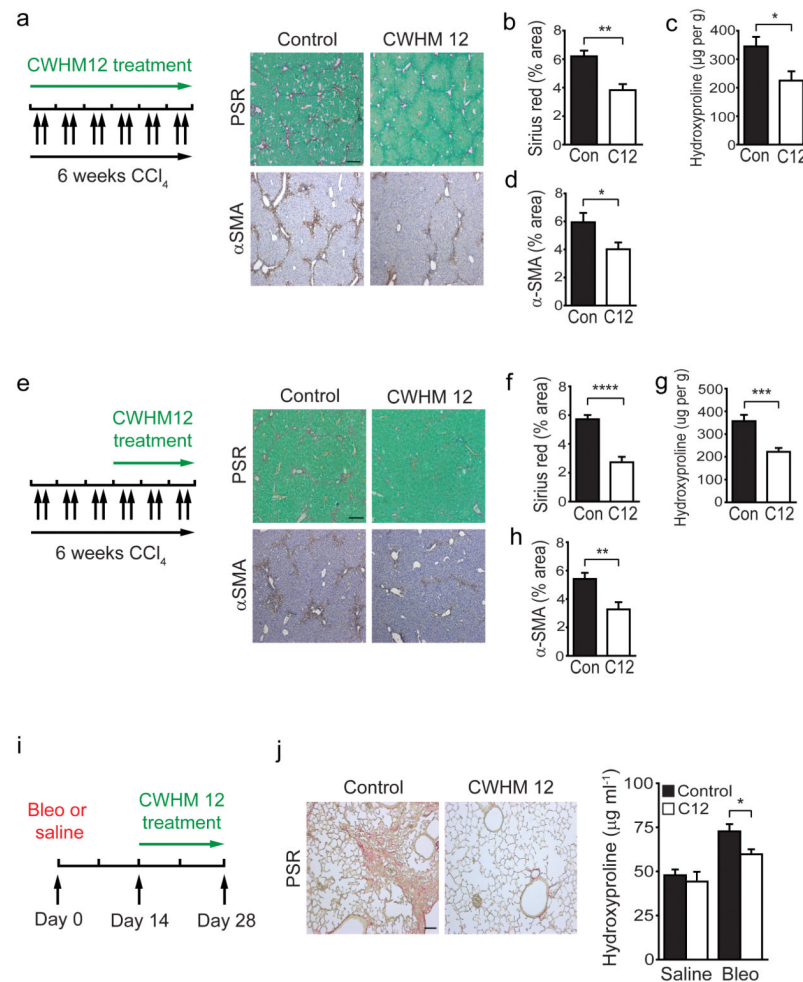 a
CWHM12 treatment
6 weeks CCl4
Control
CWHM 12
PSR
αSMA
b
Sirius red (% area)
8
6
4
2
0
**
Con C12
c
Hydroxyproline (µg per g)
400
300
200
100
0
*
Con C12
d
α-SMA (% area)
8
6
4
2
0
*
Con C12
e
CWHM12
treatment
6 weeks CCl4
Control
CWHM 12
PSR
αSMA
f
Sirius red (% area)
8
6
4
2
0
****
Con C12
g
Hydroxyproline (ug per g)
500
400
300
200
100
0
***
Con C12
h
α-SMA (% area)
8
6
4
2
0
**
Con C12
i
Bleo or
saline
CWHM 12
treatment
Day 0
Day 14
Day 28
j
Control
CWHM 12
PSR
Hydroxyproline (µg ml-1)
100
75
50
25
0
Control
C12
*
Saline Bleo